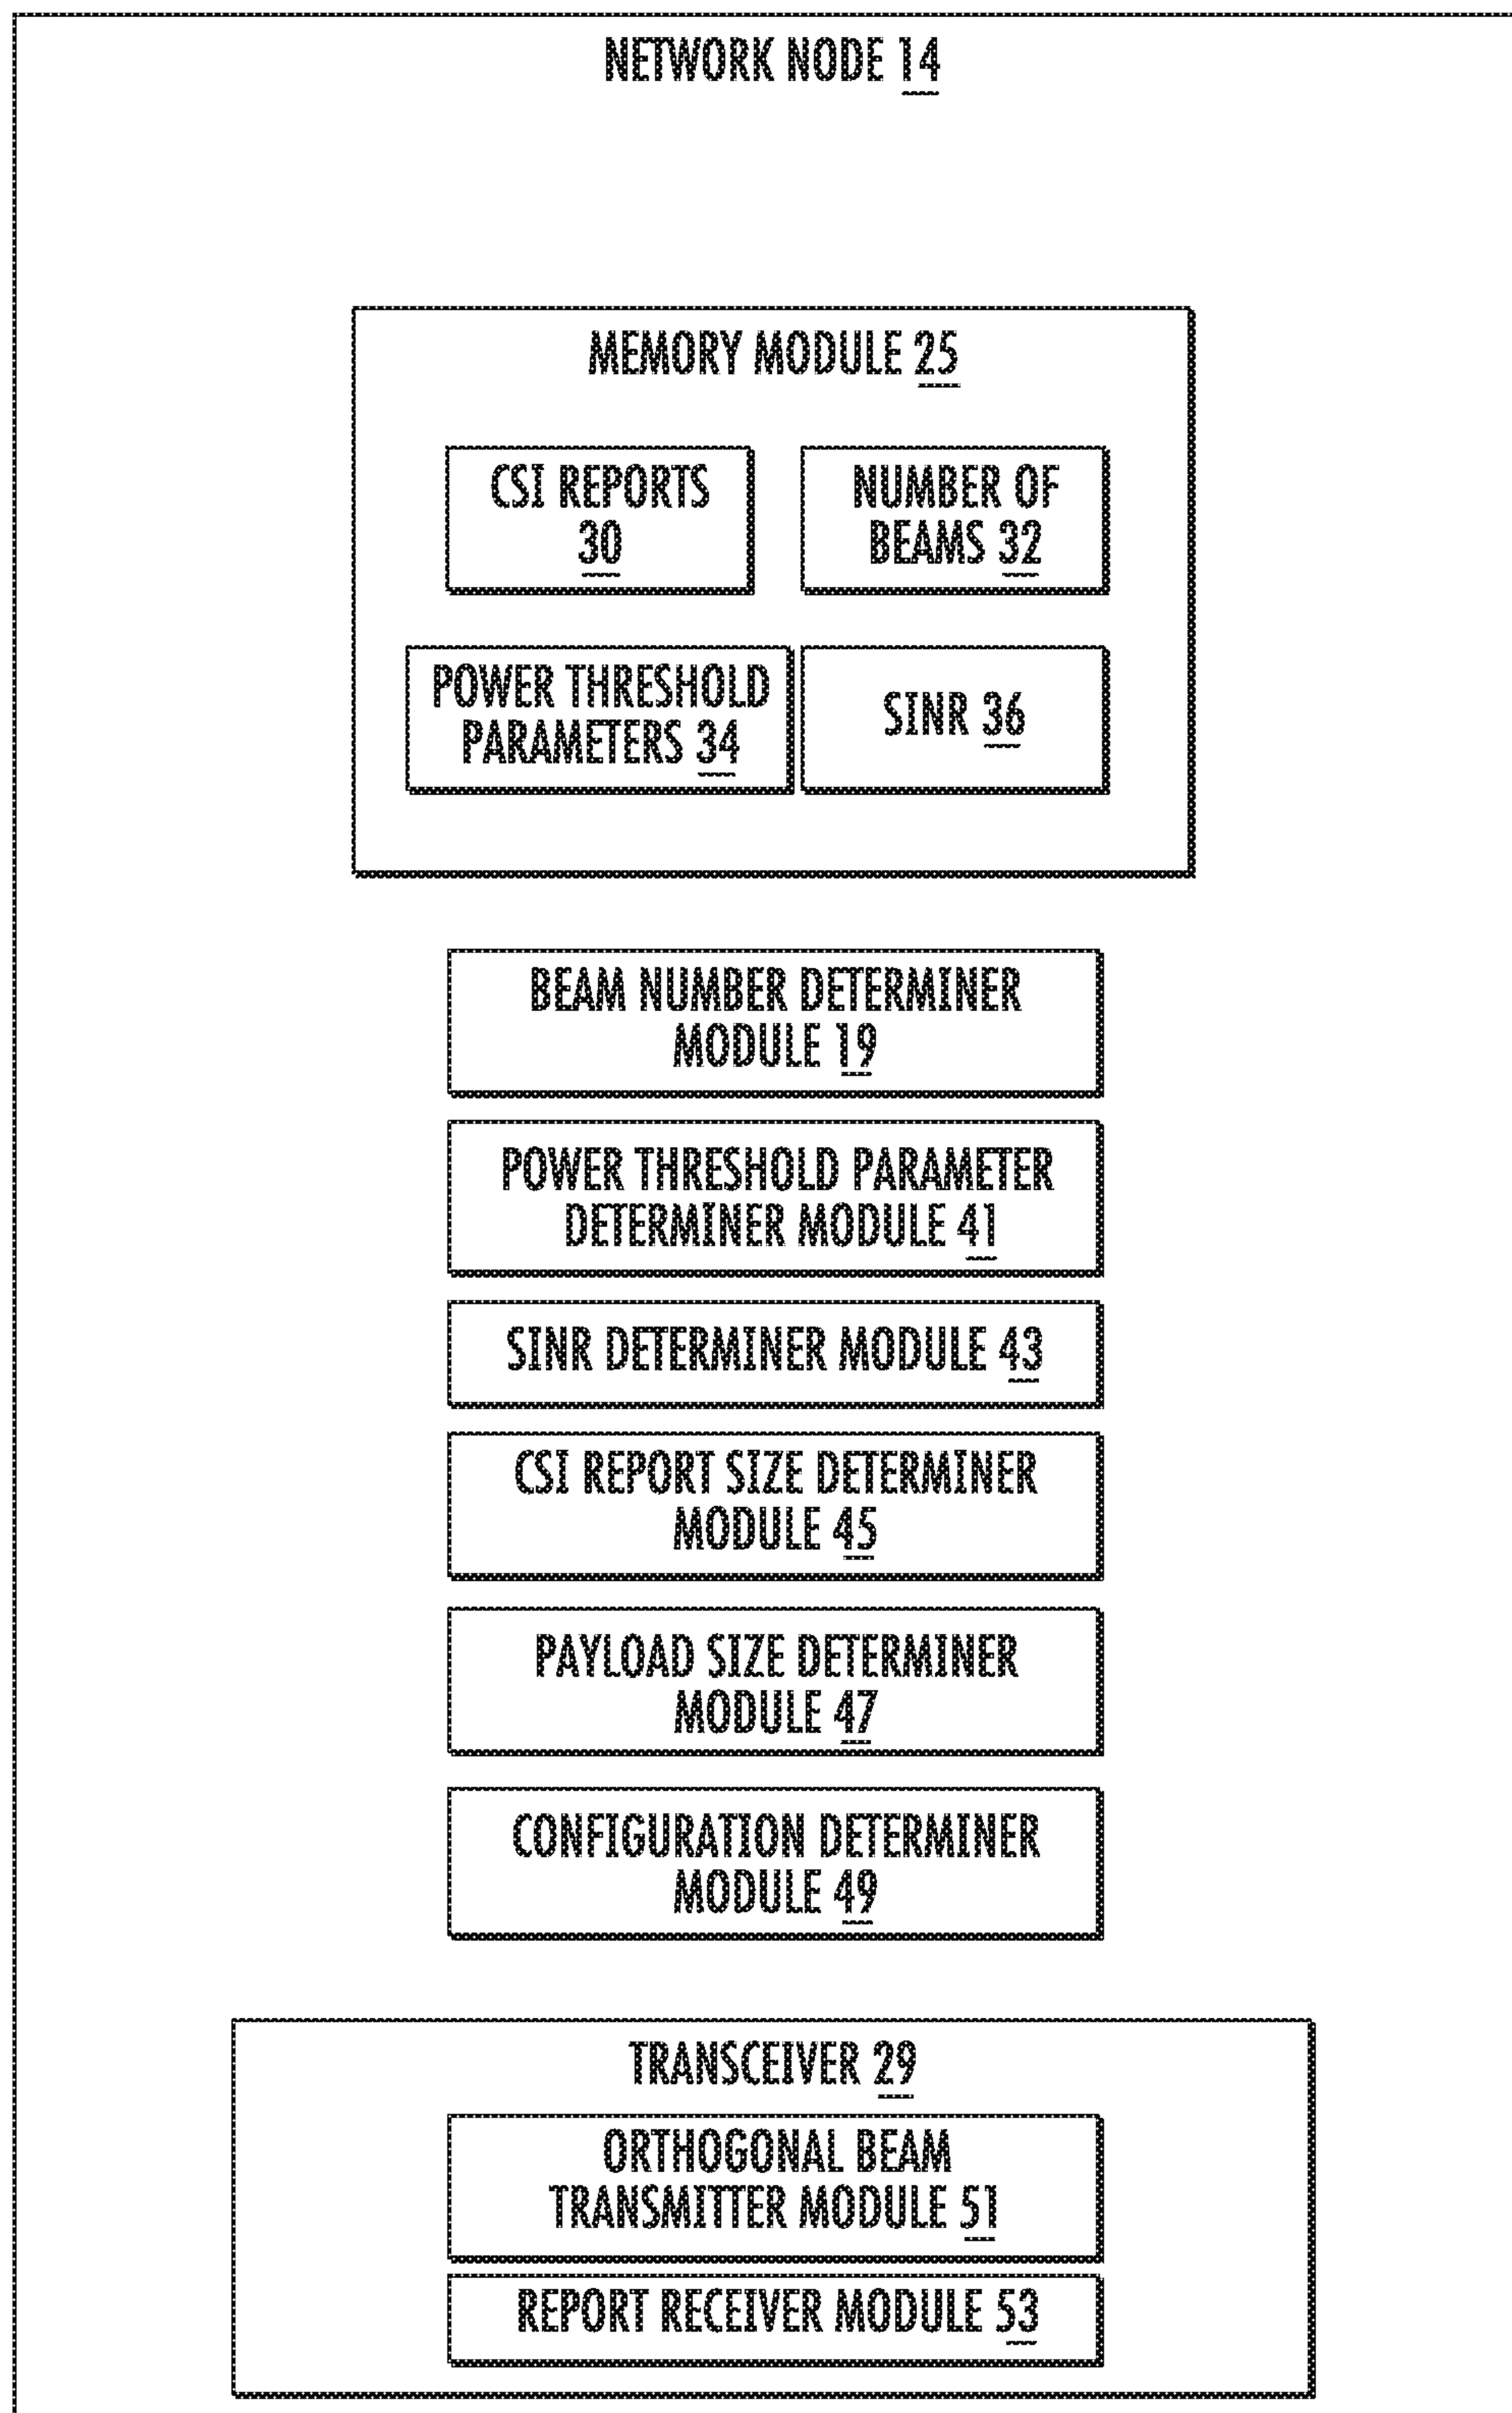 NETWORK NODE 14
MEMORY MODULE 25
CSI REPORTS
30
NUMBER OF
BEAMS 32
POWER THRESHOLD
PARAMETERS 34
SINR 36
BEAM NUMBER DETERMINER
MODULE 19
POWER THRESHOLD PARAMETER
DETERMINER MODULE 41
SINR DETERMINER MODULE 43
CSI REPORT SIZE DETERMINER
MODULE 45
PAYLOAD SIZE DETERMINER
MODULE 47
CONFIGURATION DETERMINER
MODULE 49
TRANSCEIVER 29
ORTHOGONAL BEAM
TRANSMITTER MODULE 51
REPORT RECEIVER MODULE 53